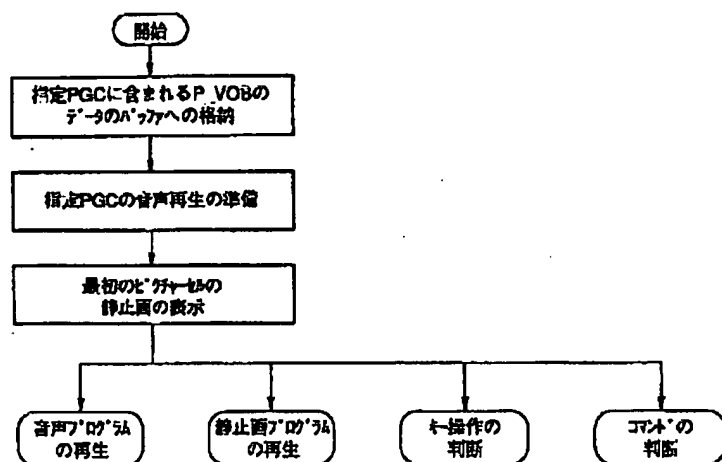 開始
指定PGCに含まれるP_VOBの
ﾃﾞｰﾀのﾊﾞｯﾌｧへの格納
指定PGCの音声再生の準備
最初のﾋﾟｸﾁｬｰｾﾙの
静止画の表示
音声ﾌﾟﾛｸﾞﾗﾑ
の再生
静止画ﾌﾟﾛｸﾞﾗﾑ
の再生
ｷｰ操作の
判断
ｺﾏﾝﾄﾞの
判断